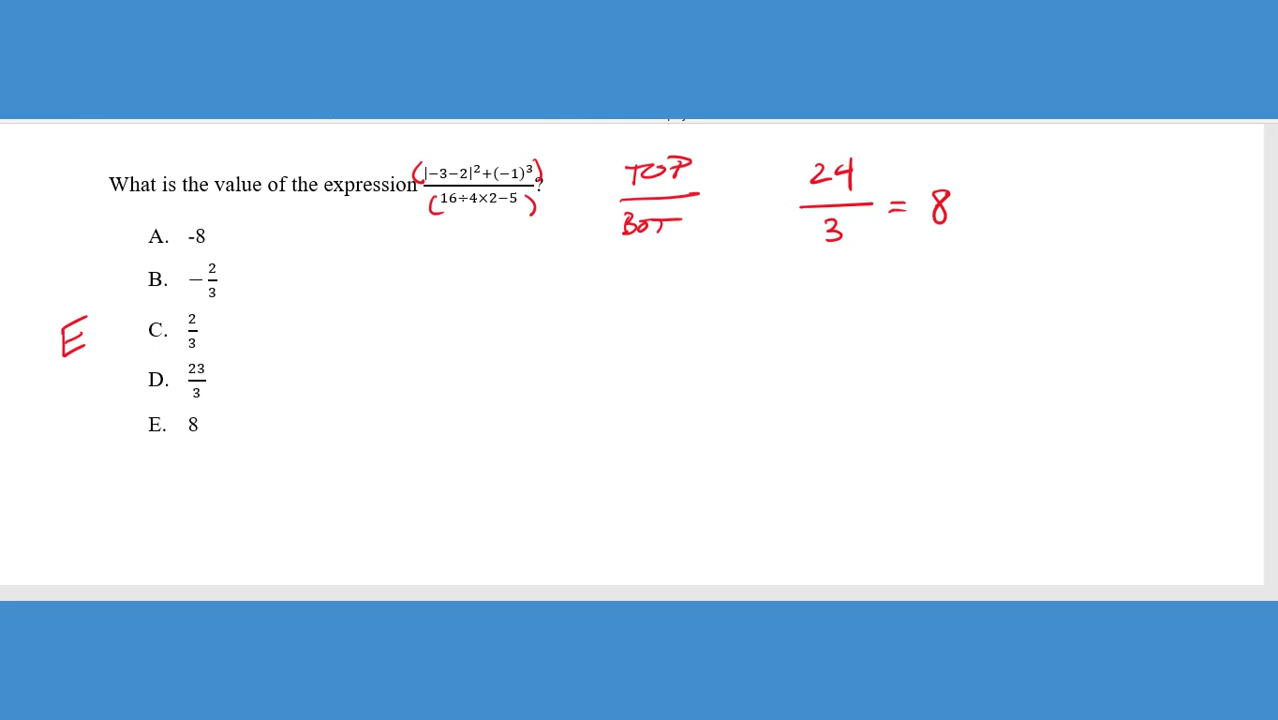 What is the value of the expression (|−3−2|²+(−1)³)/(16÷4×2−5)?
TOP
BOT
24
3
= 8
A. -8
B. −2/3
E
C. 2/3
D. 23/3
E. 8